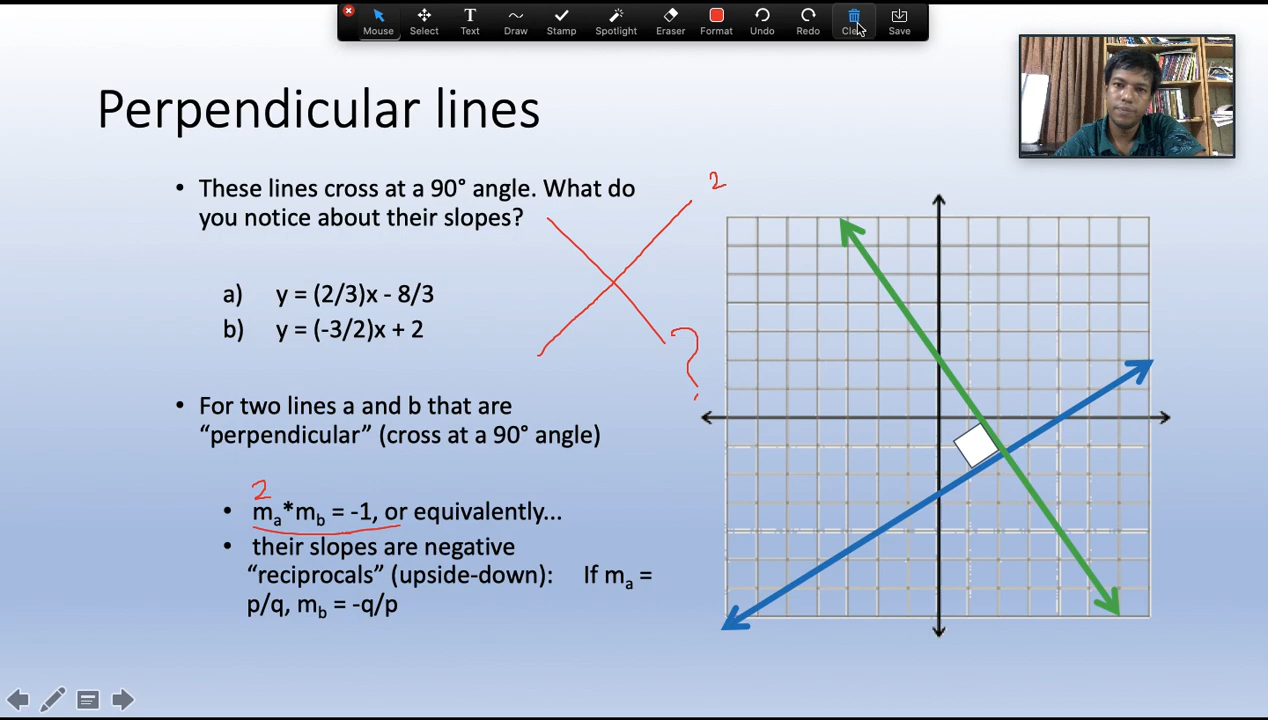 Mouse Select Text Draw Stamp Spotlight Eraser Format Undo Redo Save
Perpendicular lines
• These lines cross at a 90° angle. What do
you notice about their slopes?
2
a) y = (2/3)x - 8/3
b) y = (-3/2)x + 2
?
• For two lines a and b that are
“perpendicular” (cross at a 90° angle)
2
• mₐ*m_b = -1, or equivalently...
• their slopes are negative
“reciprocals” (upside-down): If mₐ =
p/q, m_b = -q/p